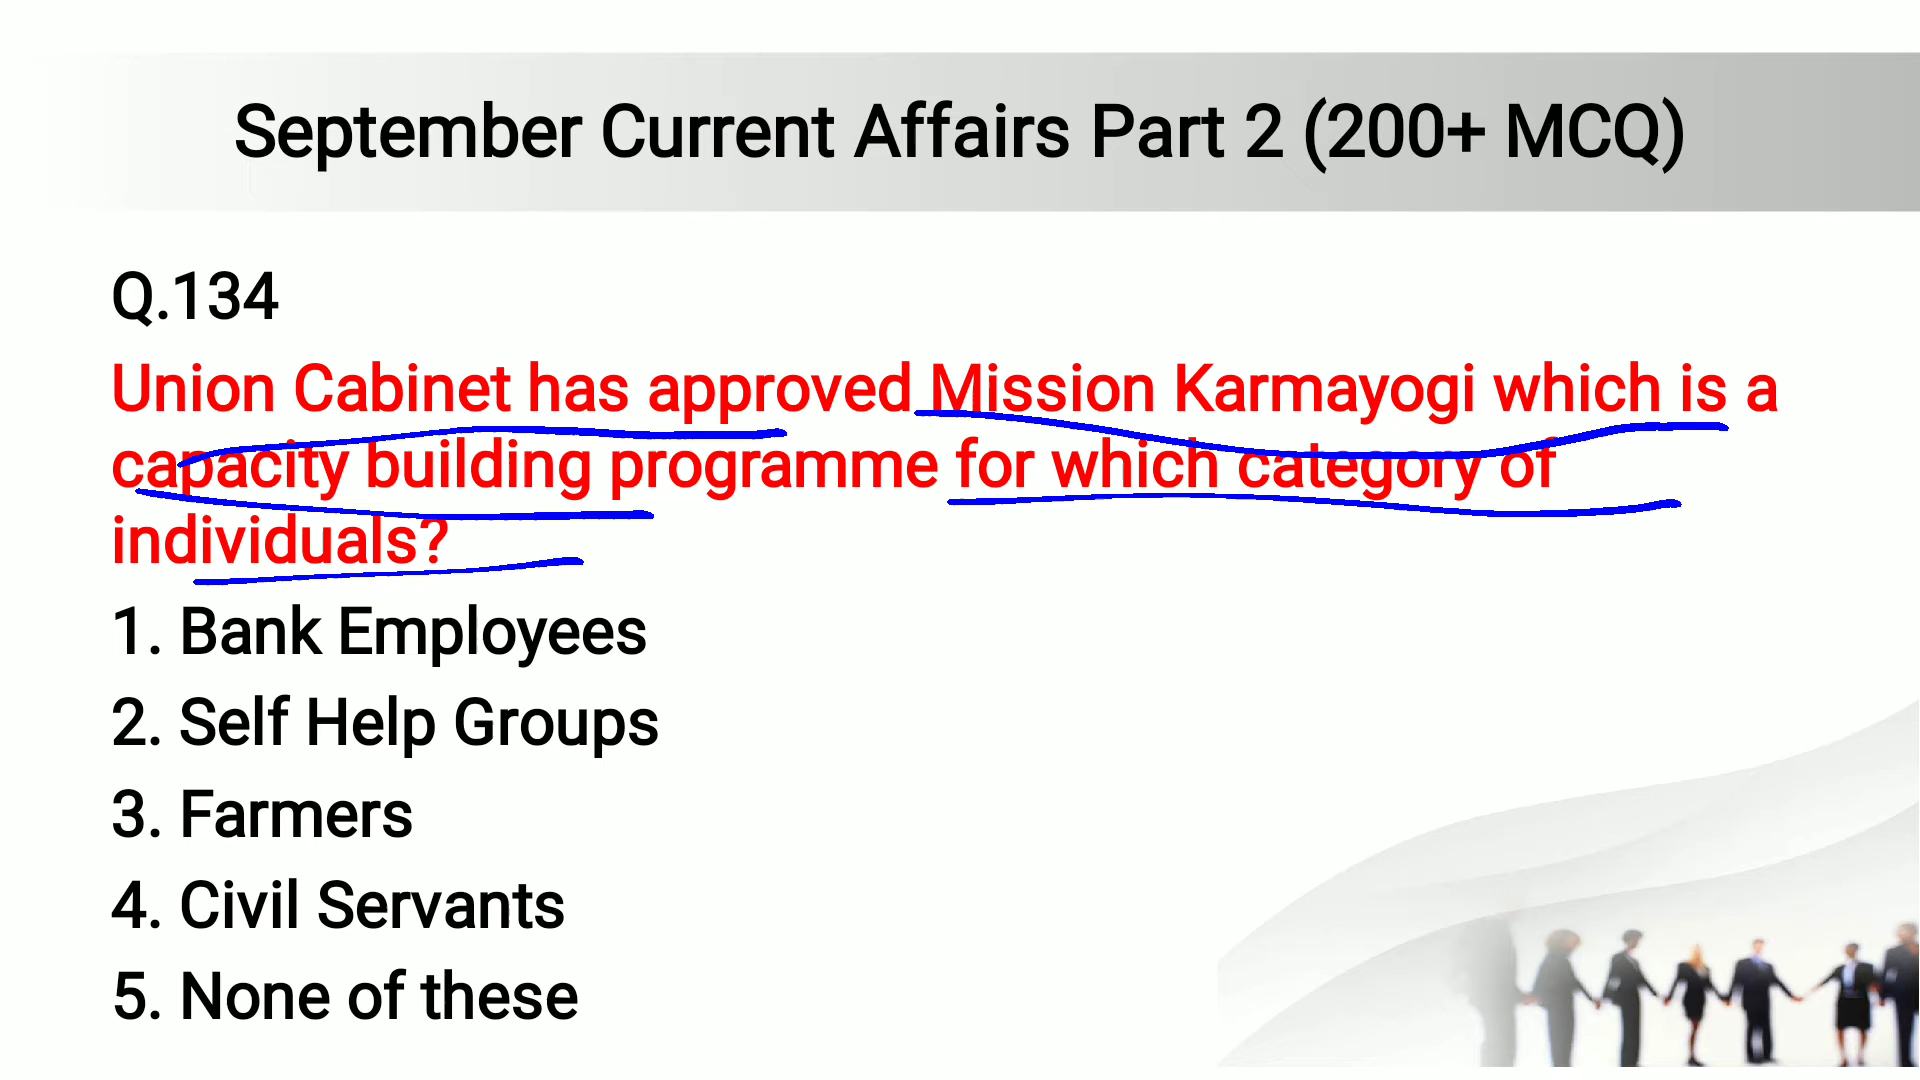 September Current Affairs Part 2 (200+ MCQ)
Q.134
Union Cabinet has approved Mission Karmayogi which is a
capacity building programme for which category of
individuals?
1. Bank Employees
2. Self Help Groups
3. Farmers
4. Civil Servants
5. None of these